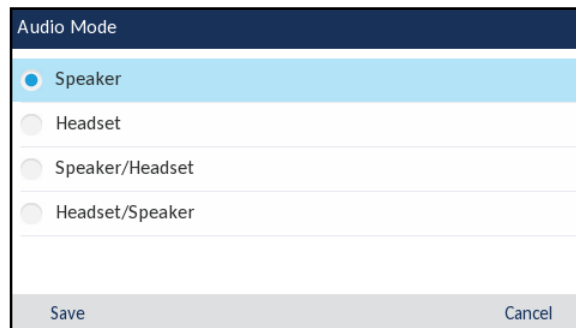 Audio Mode
Speaker
Headset
Speaker/Headset
Headset/Speaker
Save Cancel